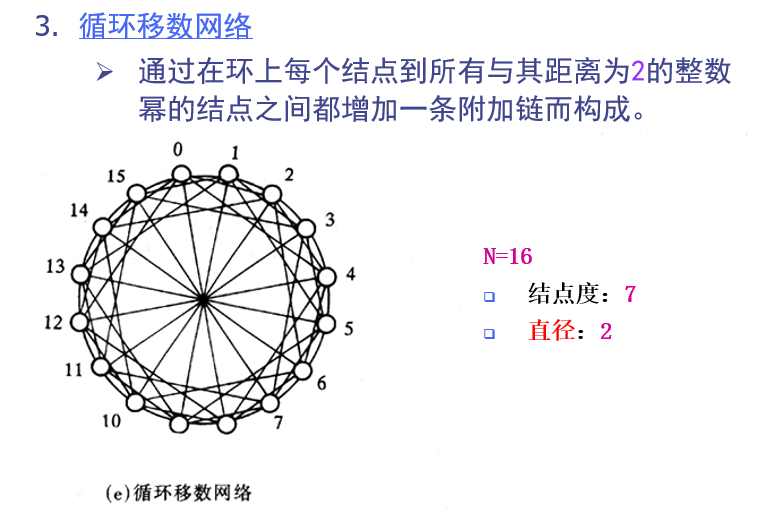 3. 循环移数网络
➢ 通过在环上每个结点到所有与其距离为2的整数
幂的结点之间都增加一条附加链而构成。
0 1
15 2
14 3
13 4
12 5
11 6
10 7
N=16
❑ 结点度：7
❑ 直径：2
(e)循环移数网络